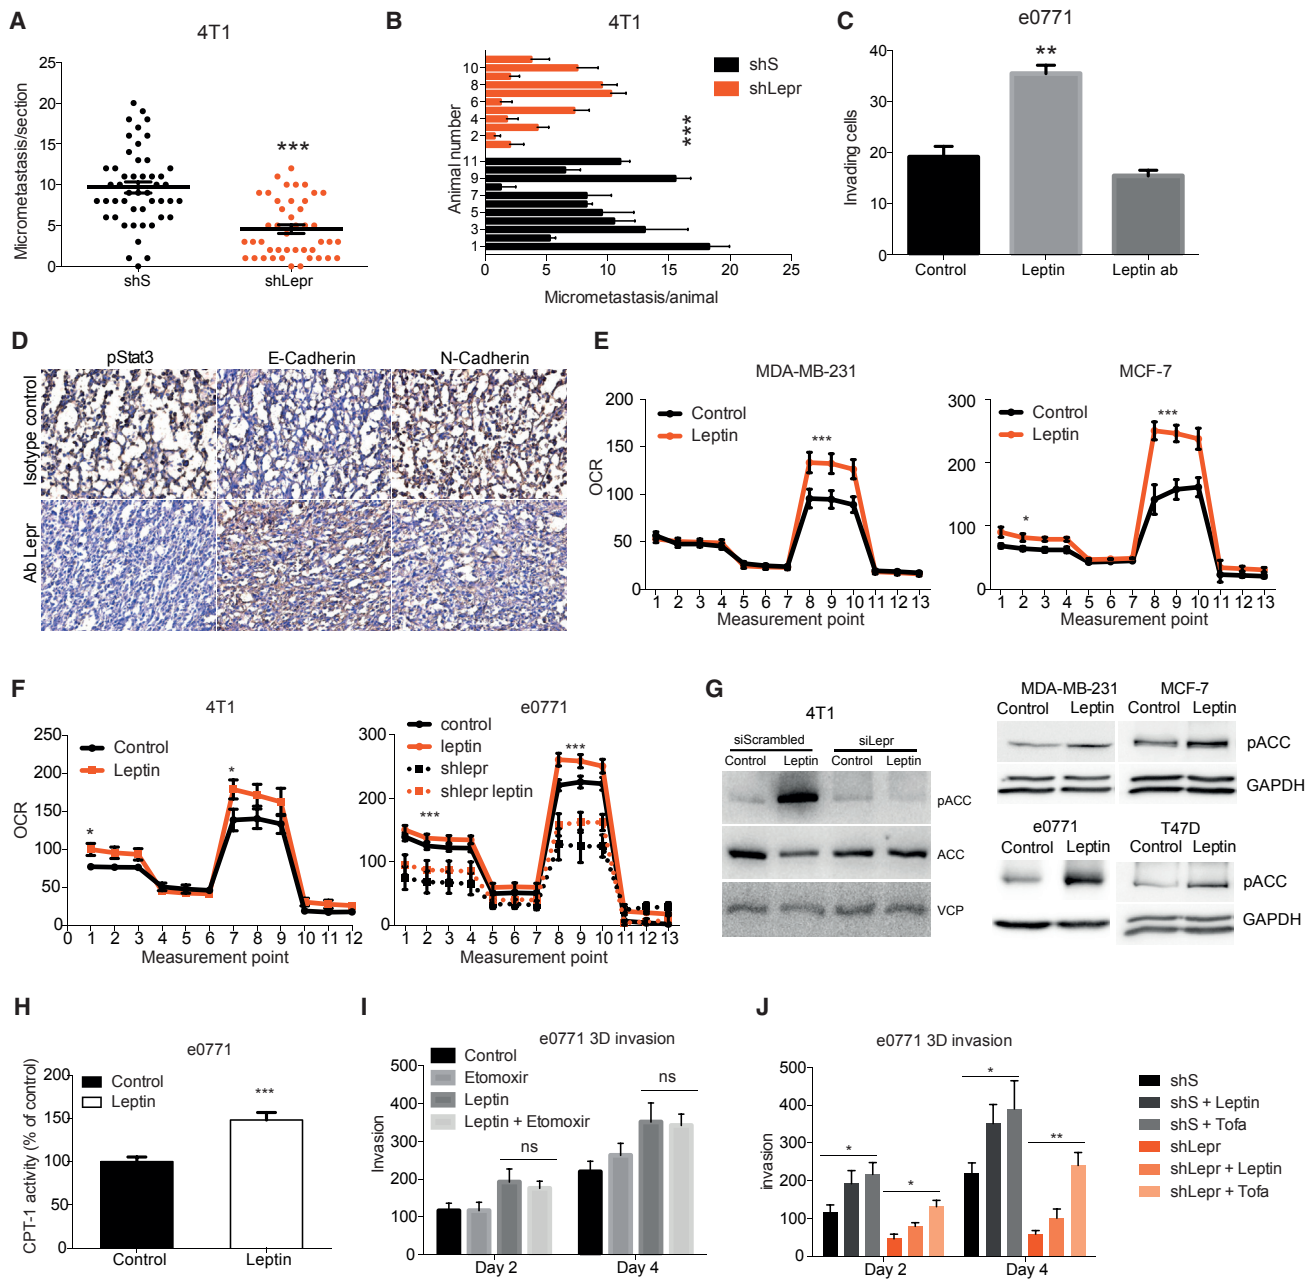 A
4T1
Micrometastasis/section
25
20
15
10
5
0
***
shS
shLepr
B
4T1
Animal number
10
8
6
4
2
11
9
7
5
3
1
0
5
10
15
20
25
Micrometastasis/animal
***
shS
shLepr
C
e0771
Invading cells
40
30
20
10
0
**
Control
Leptin
Leptin ab
D
pStat3
E-Cadherin
N-Cadherin
Isotype control
Ab Lepr
E
MDA-MB-231
OCR
200
150
100
50
0
Control
Leptin
***
1 2 3 4 5 6 7 8 9 10 11 12 13
Measurement point
MCF-7
300
200
100
0
Control
Leptin
*
***
1 2 3 4 5 6 7 8 9 10 11 12 13
Measurement point
F
4T1
OCR
250
200
150
100
50
0
Control
Leptin
*
*
0 1 2 3 4 5 6 7 8 9 10 11 12
Measurement point
e0771
300
200
100
0
control
leptin
shlepr
shlepr leptin
***
***
1 2 3 4 5 6 7 8 9 10 11 12 13
Measurement point
G
4T1
siScrambled
siLepr
Control Leptin Control Leptin
pACC
ACC
VCP
MDA-MB-231
MCF-7
Control Leptin Control Leptin
pACC
GAPDH
e0771
T47D
Control Leptin Control Leptin
pACC
GAPDH
H
e0771
CPT-1 activity (% of control)
200
150
100
50
0
Control
Leptin
***
Control
Leptin
I
e0771 3D invasion
Invasion
500
400
300
200
100
0
Control
Etomoxir
Leptin
Leptin + Etomoxir
ns
ns
Day 2
Day 4
J
e0771 3D invasion
invasion
500
400
300
200
100
0
*
*
*
**
Day 2
Day 4
shS
shS + Leptin
shS + Tofa
shLepr
shLepr + Leptin
shLepr + Tofa